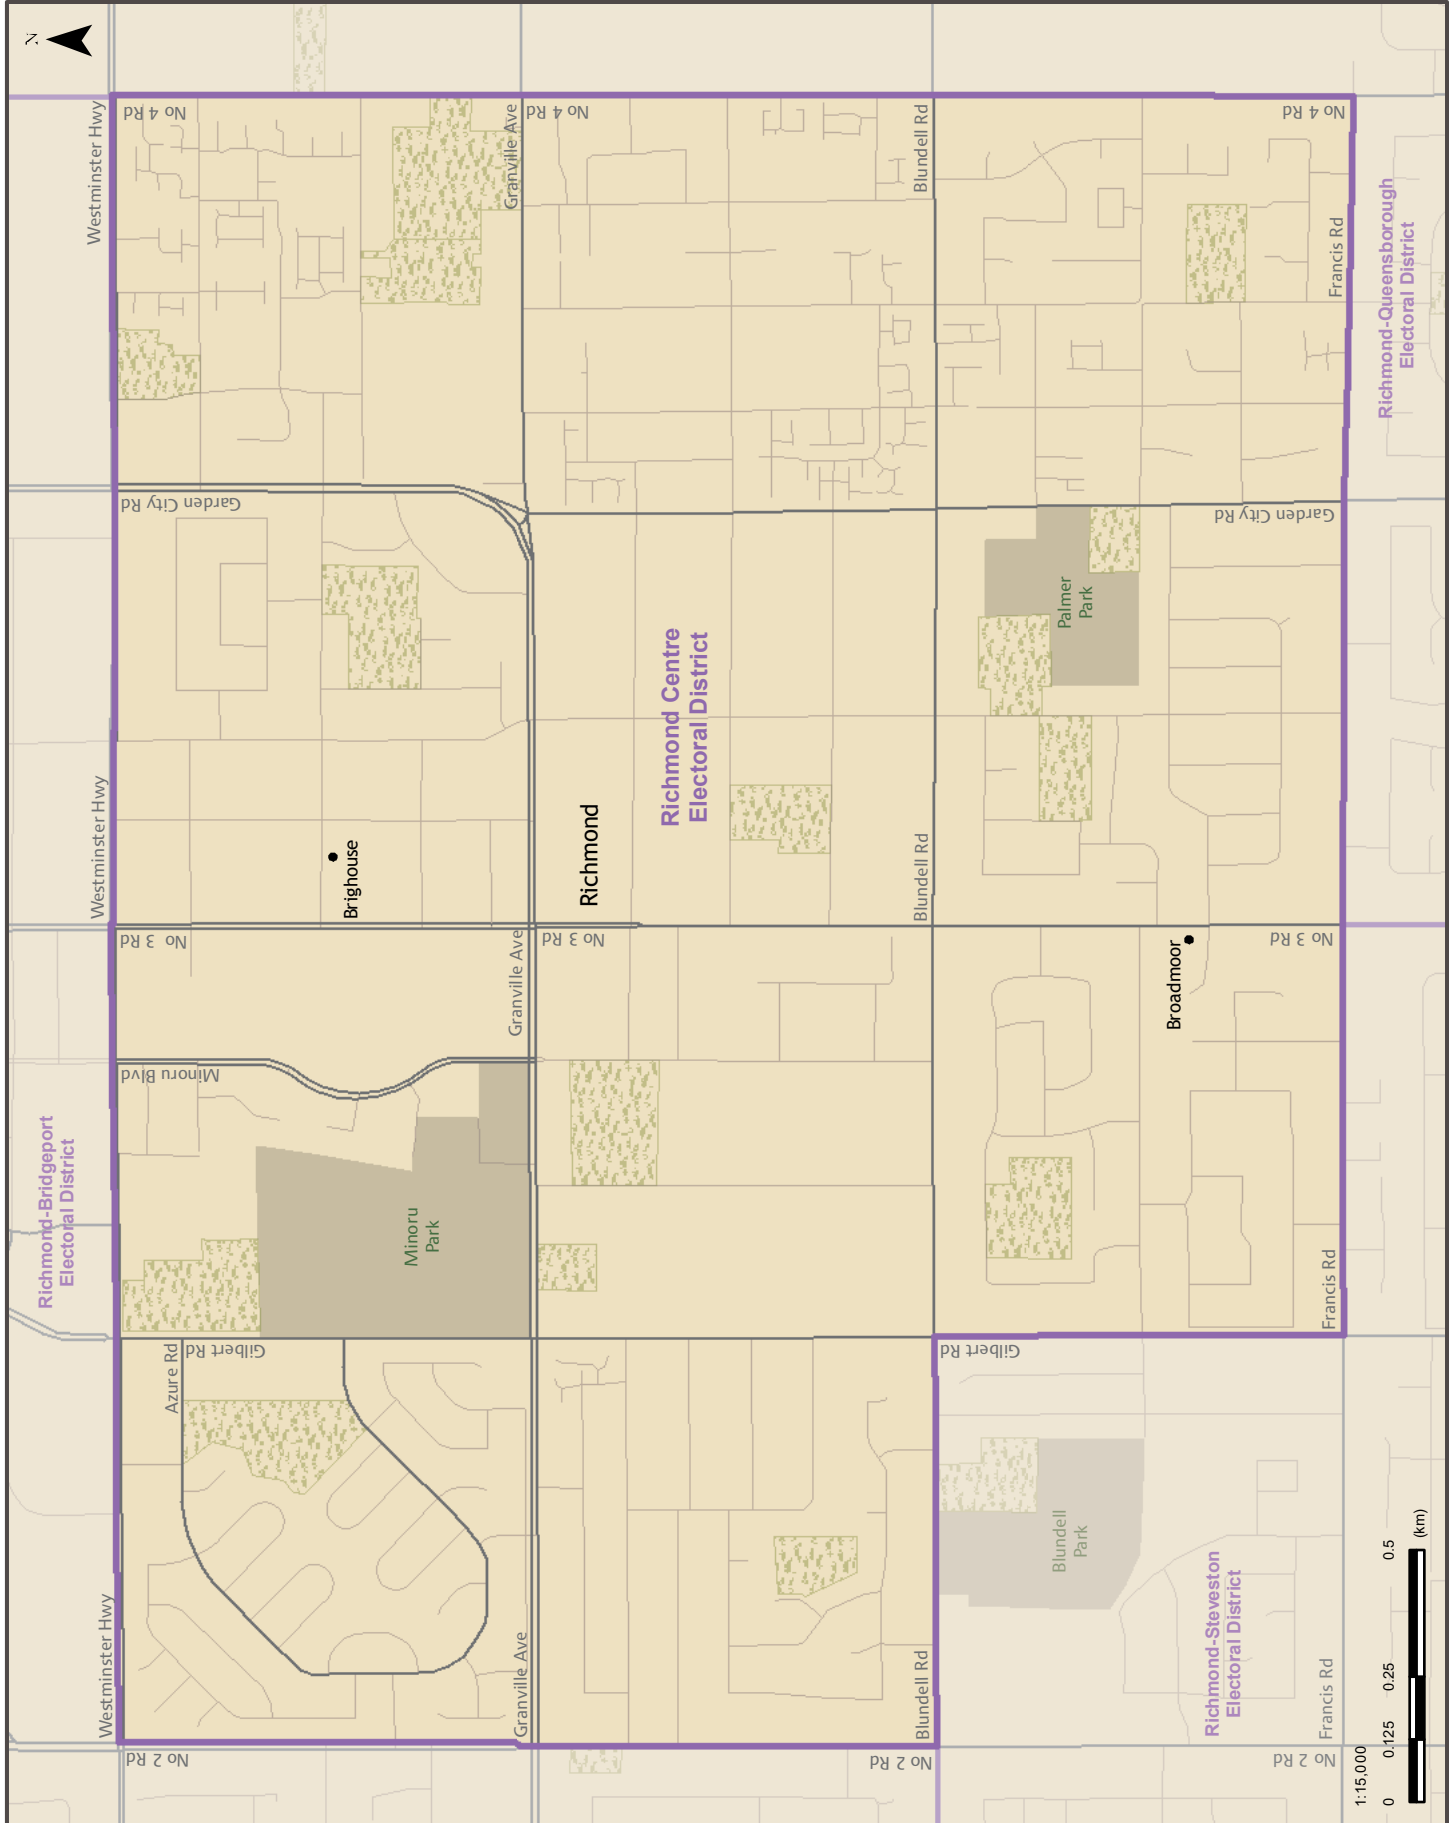 N
Westminster Hwy
Westminster Hwy
Westminster Hwy
Richmond-Bridgeport
Electoral District
No 2 Rd
Azure Rd
Gilbert Rd
Minoru Blvd
No 3 Rd
Garden City Rd
No 4 Rd
Brighouse
Minoru
Park
Granville Ave
Granville Ave
Granville Ave
No 3 Rd
No 4 Rd
Richmond
Richmond Centre
Electoral District
No 2 Rd
Blundell Rd
Blundell Rd
Blundell Rd
Gilbert Rd
Palmer
Park
Blundell
Park
Broadmoor
Richmond-Steveston
Electoral District
No 2 Rd
Francis Rd
Francis Rd
No 3 Rd
Garden City Rd
Francis Rd
No 4 Rd
Richmond-Queensborough
Electoral District
1:15,000
0 0.125 0.25 0.5
(km)